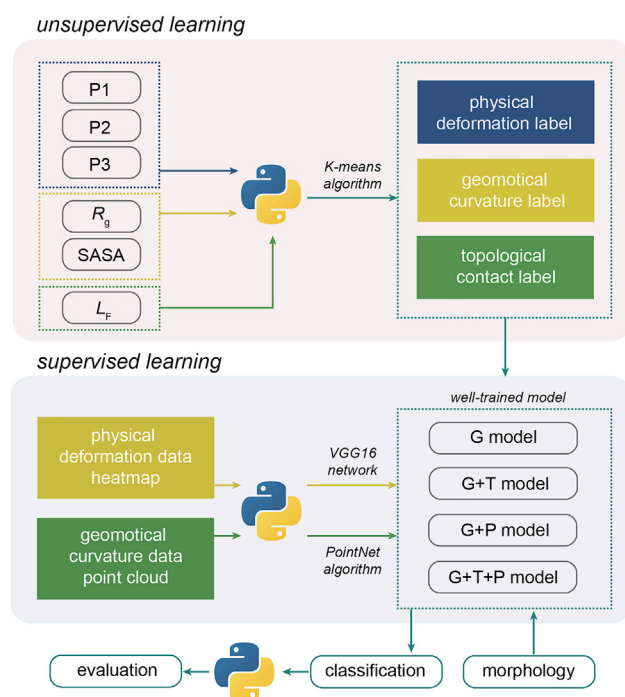 unsupervised learning
P1
P2
P3
Rg
SASA
LF
K-means
algorithm
physical
deformation label
geomotical
curvature label
topological
contact label
supervised learning
physical
deformation data
heatmap
geomotical
curvature data
point cloud
VGG16
network
PointNet
algorithm
well-trained model
G model
G+T model
G+P model
G+T+P model
evaluation
classification
morphology